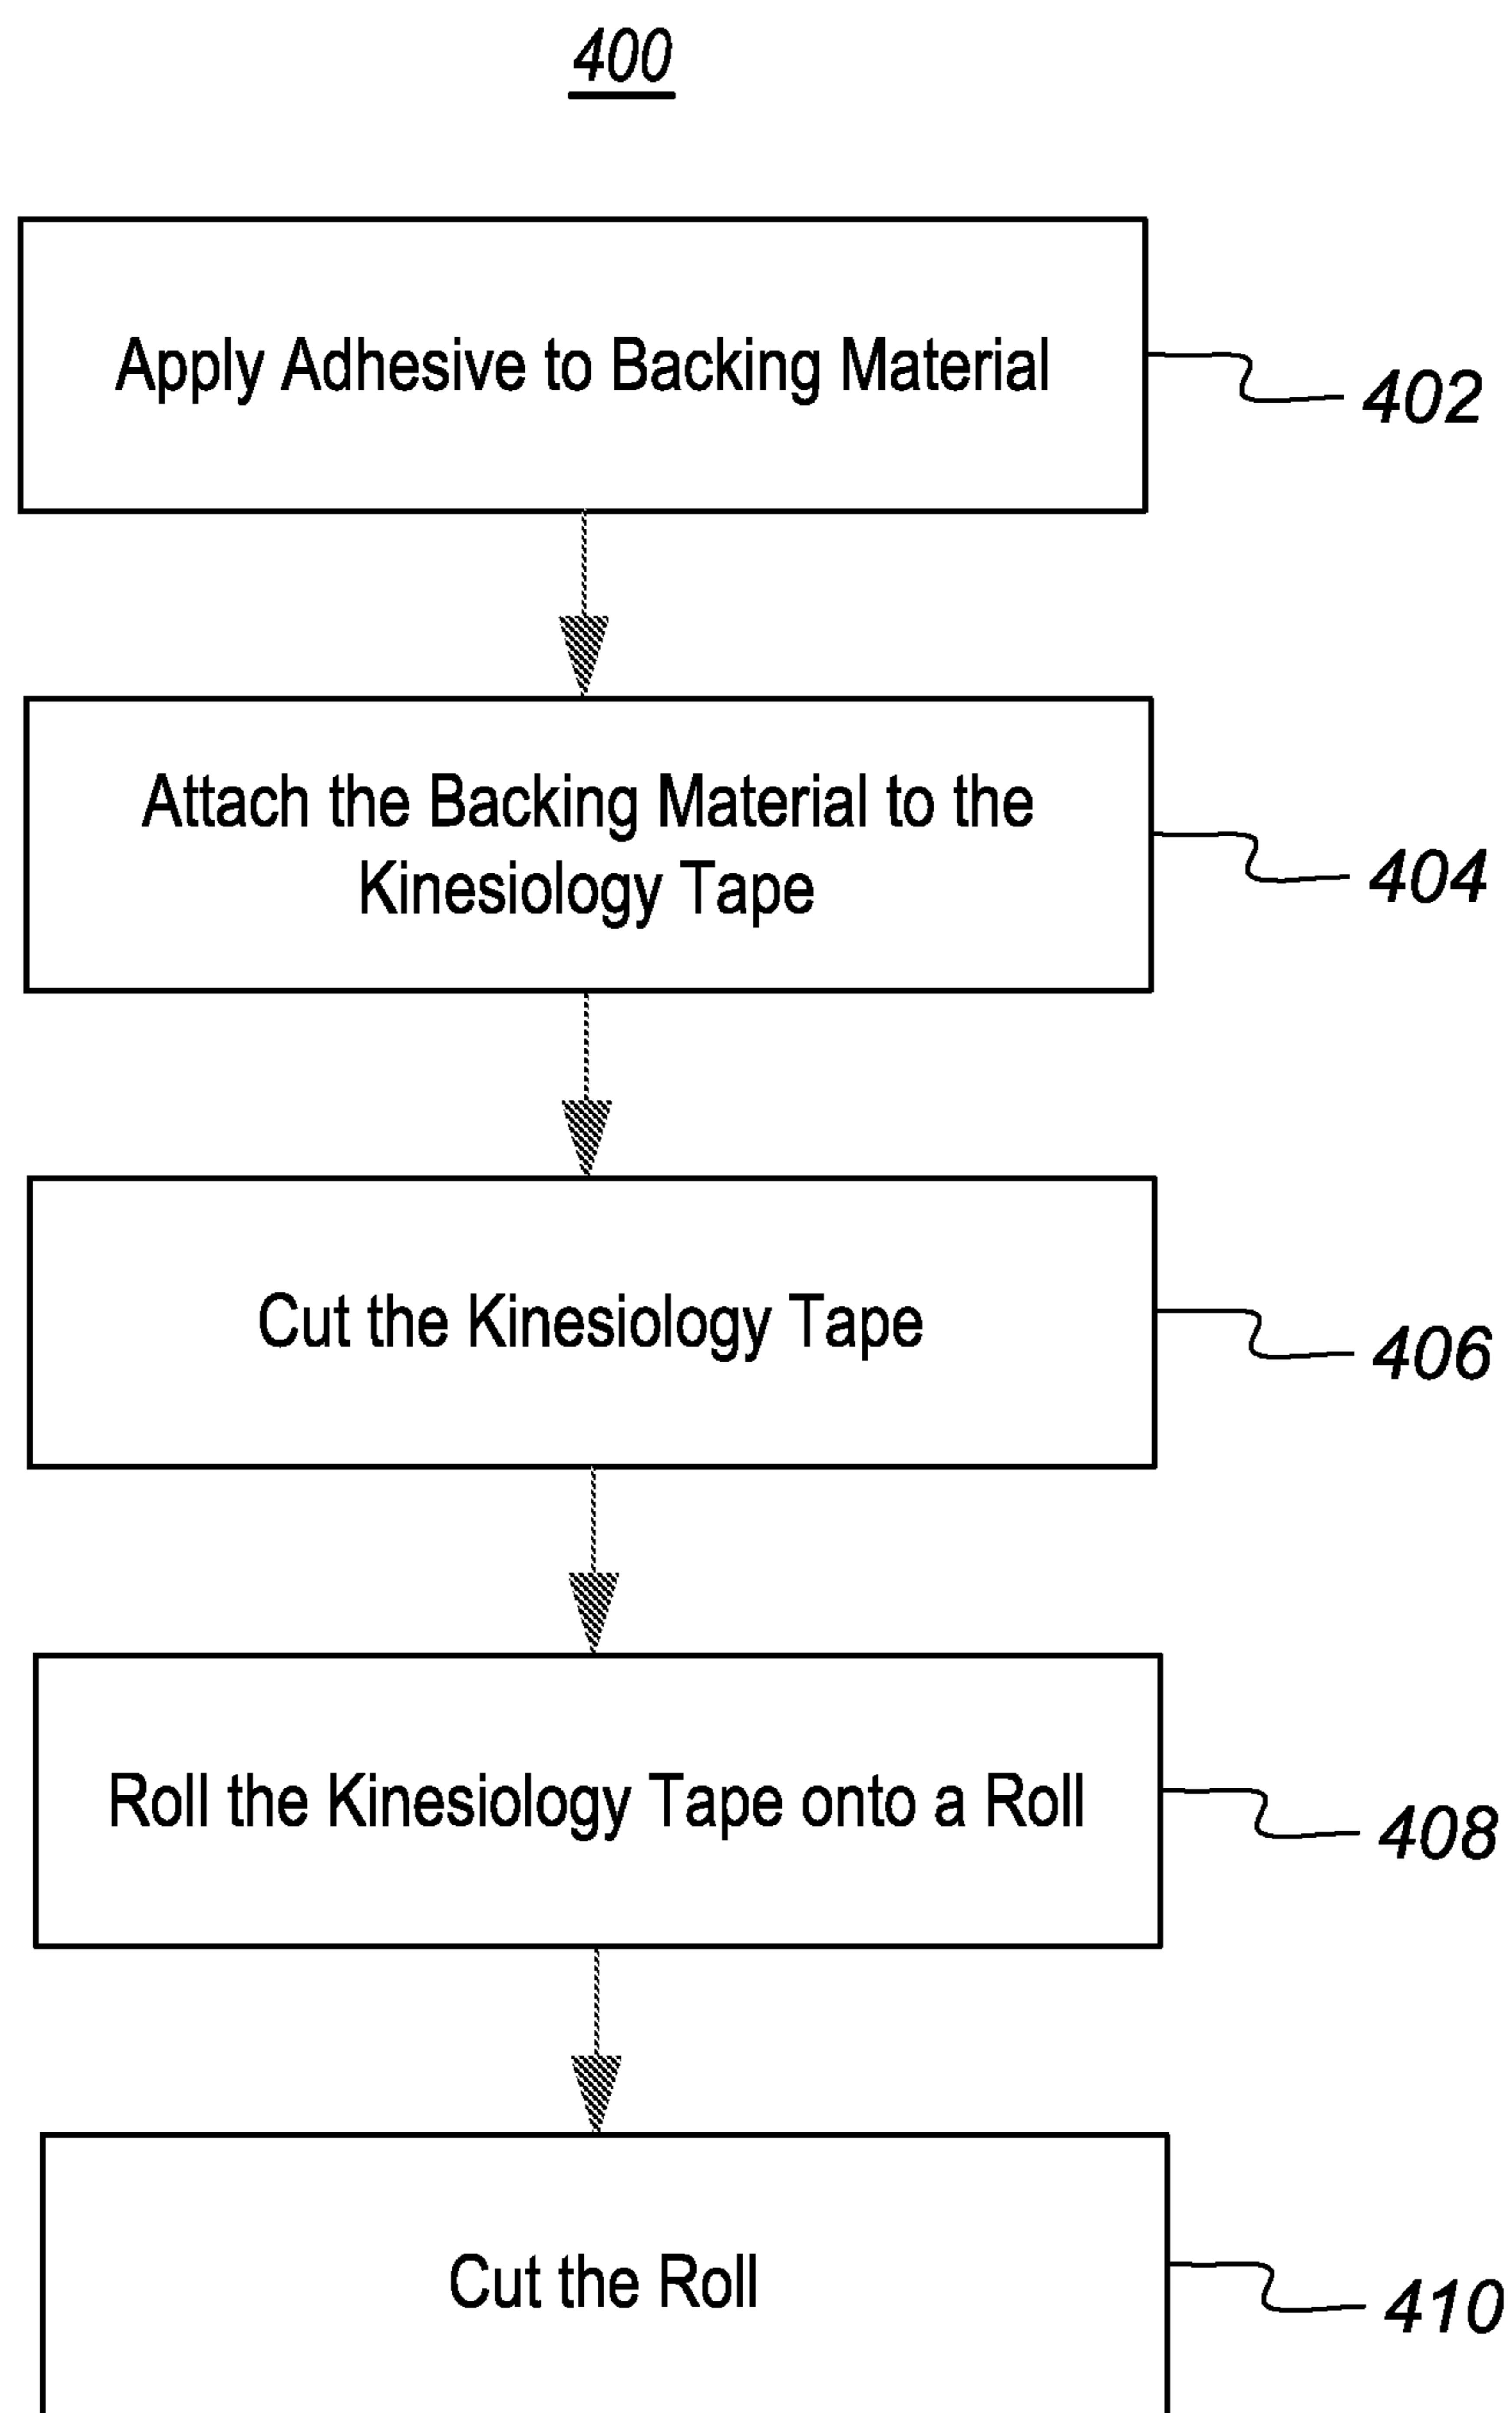 400
Apply Adhesive to Backing Material
402
Attach the Backing Material to the
Kinesiology Tape
404
Cut the Kinesiology Tape
406
Roll the Kinesiology Tape onto a Roll
408
Cut the Roll
410